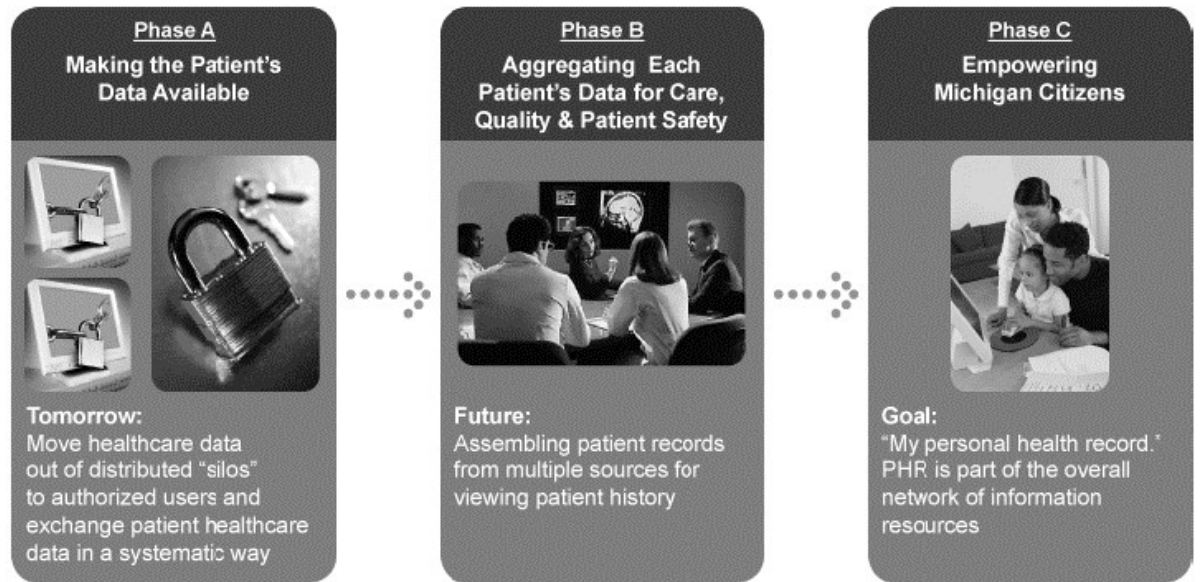 Phase A
Making the Patient's
Data Available
Tomorrow:
Move healthcare data
out of distributed “silos”
to authorized users and
exchange patient healthcare
data in a systematic way
Phase B
Aggregating Each
Patient's Data for Care,
Quality & Patient Safety
Future:
Assembling patient records
from multiple sources for
viewing patient history
Phase C
Empowering
Michigan Citizens
Goal:
“My personal health record.”
PHR is part of the overall
network of information
resources